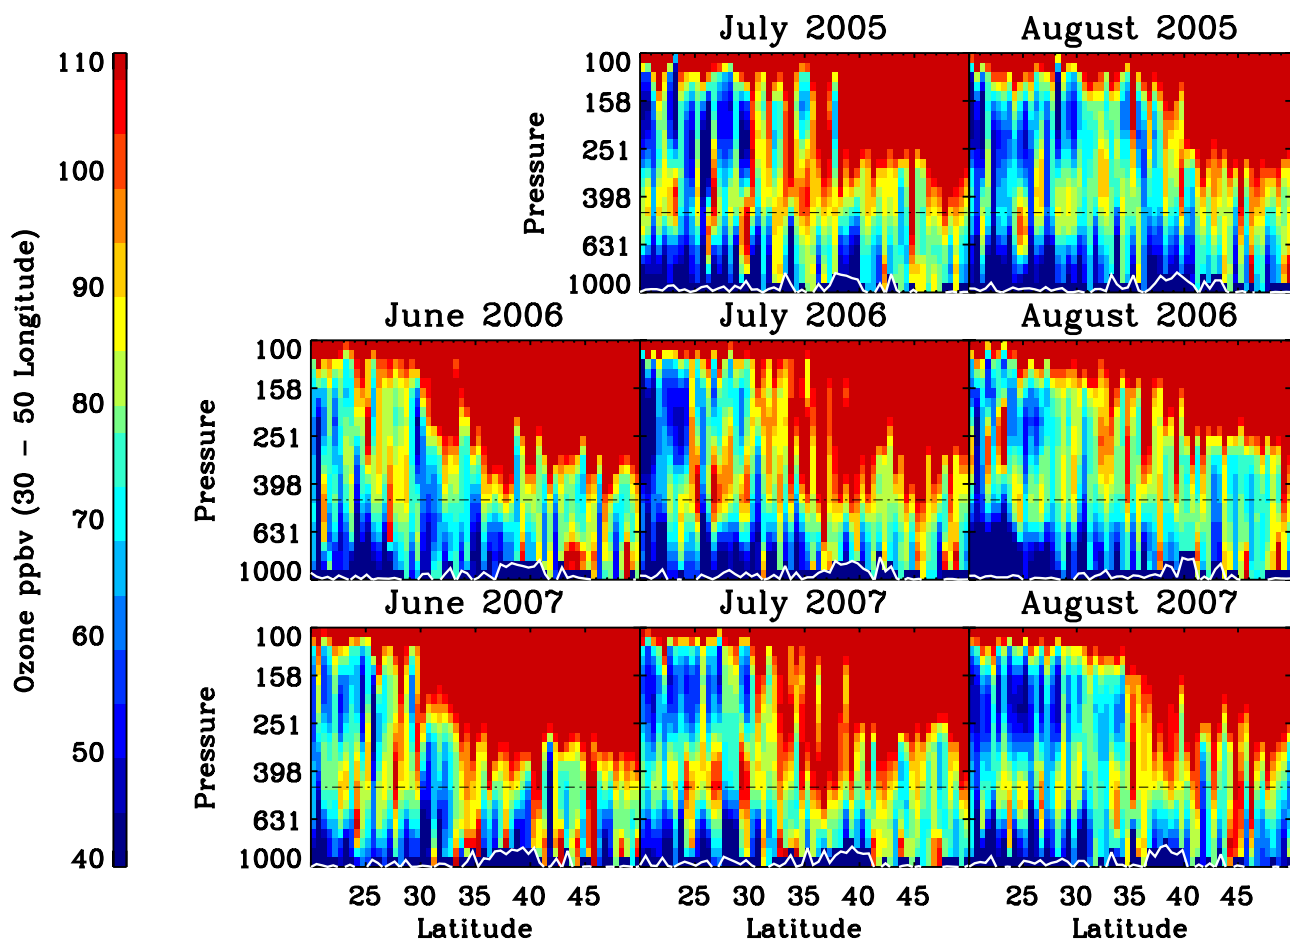 July 2005 August 2005
110
100
90
80
70
60
50
40
Ozone ppbv (30 – 50 Longitude)
100
158
251
398
631
1000
Pressure
June 2006 July 2006 August 2006
100
158
251
398
631
1000
Pressure
June 2007 July 2007 August 2007
100
158
251
398
631
1000
Pressure
25 30 35 40 45 25 30 35 40 45 25 30 35 40 45
Latitude Latitude Latitude